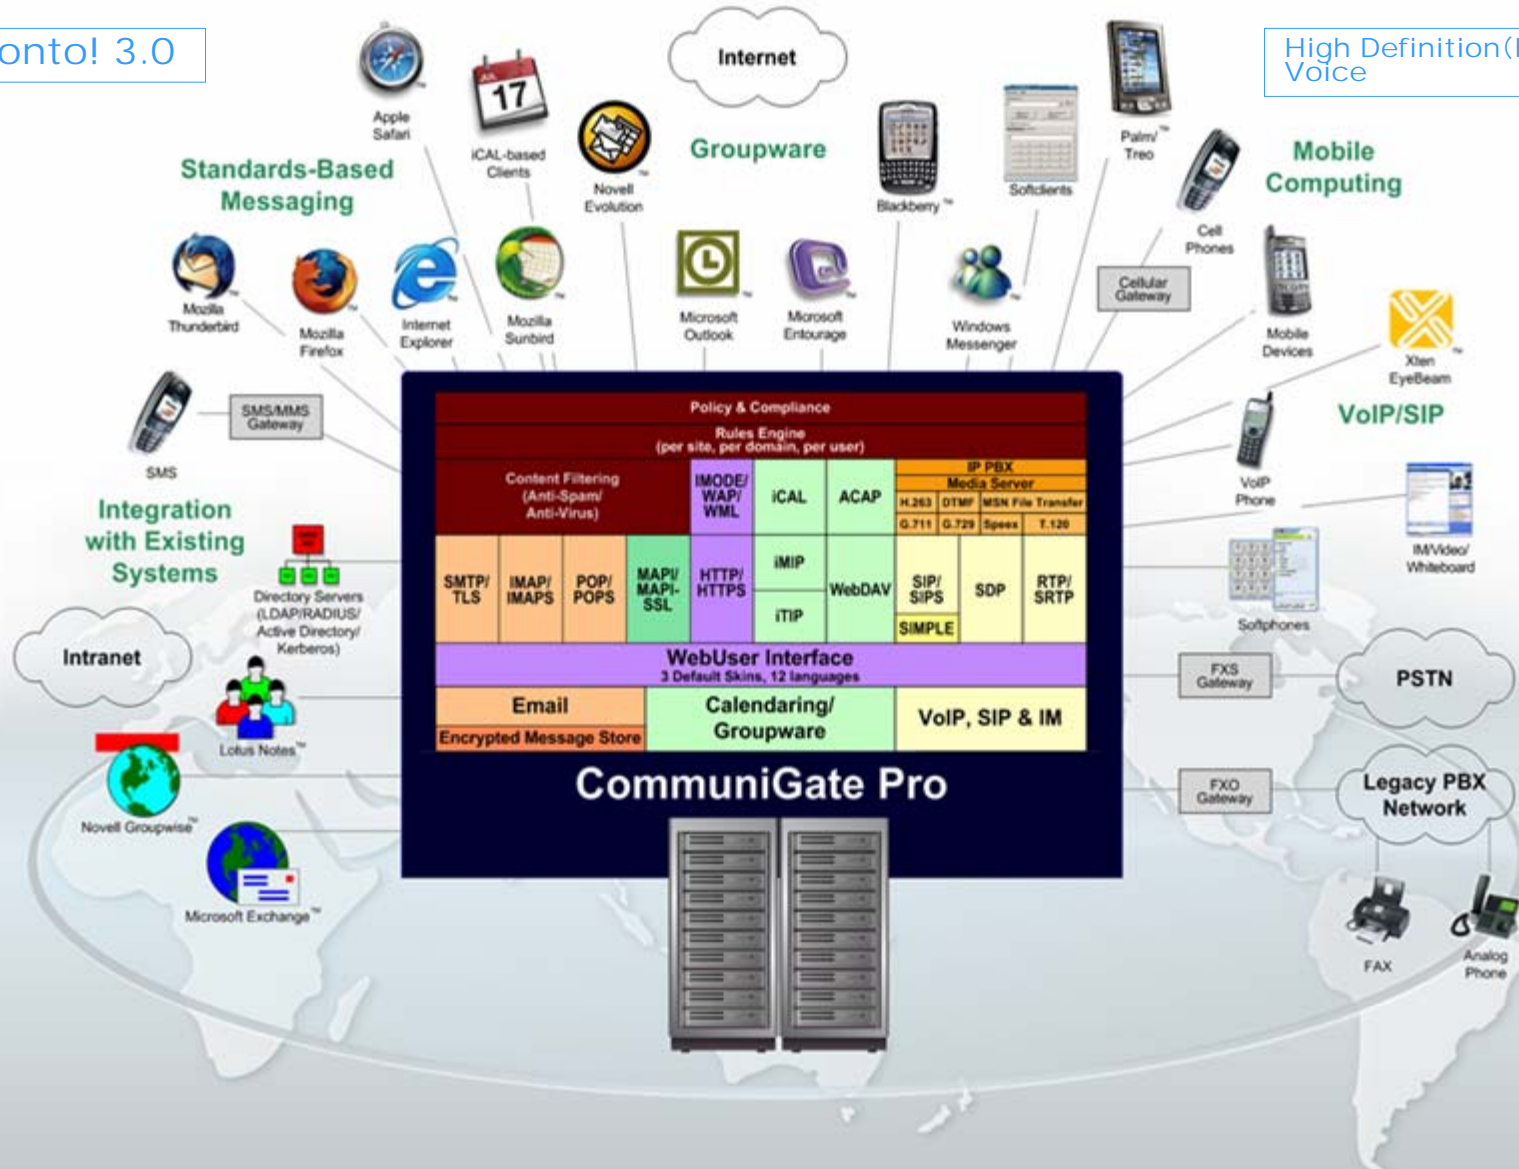 onto! 3.0
High Definition(
Voice
Internet
Apple
Safari
JUL
17
iCAL-based
Clients
Novell
Evolution
Groupware
Blackberry™
Softclients
Palm/™
Treo
Cell
Phones
Mobile
Computing
Standards-Based
Messaging
Mozilla
Thunderbird
Mozilla
Firefox
Internet
Explorer
Mozilla
Sunbird
Microsoft
Outlook
Microsoft
Entourage
Windows
Messenger
Cellular
Gateway
Mobile
Devices
Xten
EyeBeam
SMS/MMS
Gateway
SMS
VoIP/SIP
VoIP
Phone
IM/Video/
Whiteboard
Softphones
Integration
with Existing
Systems
Directory Servers
(LDAP/RADIUS/
Active Directory/
Kerberos)
Intranet
Lotus Notes™
Novell Groupwise™
Microsoft Exchange™
Policy & Compliance
Rules Engine
(per site, per domain, per user)
Content Filtering
(Anti-Spam/
Anti-Virus)
IMODE/
WAP/
WML
iCAL
ACAP
IP PBX
Media Server
H.263 DTMF MSN File Transfer
G.711 G.729 Speex T.120
SMTP/
TLS
IMAP/
IMAPS
POP/
POPS
MAPI/
MAPI-
SSL
HTTP/
HTTPS
iMIP
iTIP
WebDAV
SIP/
SIPS
SIMPLE
SDP
RTP/
SRTP
WebUser Interface
3 Default Skins, 12 languages
Email
Encrypted Message Store
Calendaring/
Groupware
VoIP, SIP & IM
CommuniGate Pro
FXS
Gateway
PSTN
FXO
Gateway
Legacy PBX
Network
FAX
Analog
Phone